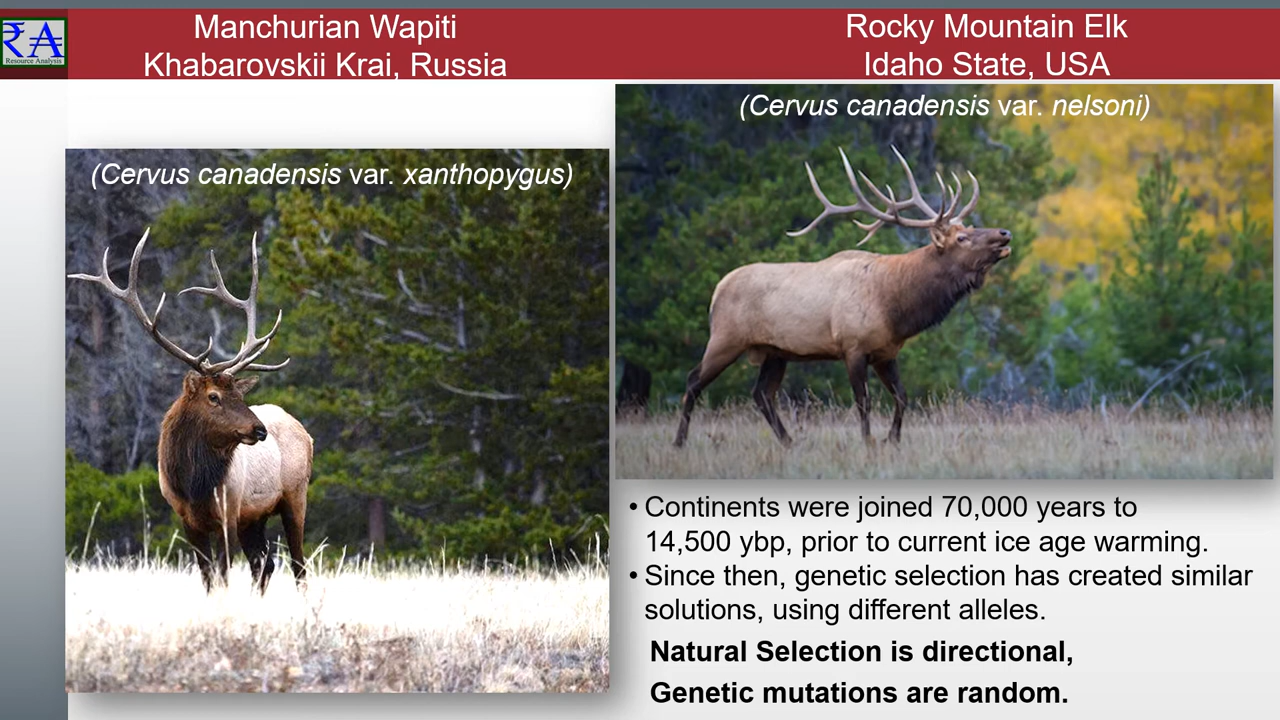 ₹A
Resource Analysis
Manchurian Wapiti
Khabarovskii Krai, Russia
Rocky Mountain Elk
Idaho State, USA
(Cervus canadensis var. xanthopygus)
(Cervus canadensis var. nelsoni)
• Continents were joined 70,000 years to
14,500 ybp, prior to current ice age warming.
• Since then, genetic selection has created similar
solutions, using different alleles.
Natural Selection is directional,
Genetic mutations are random.